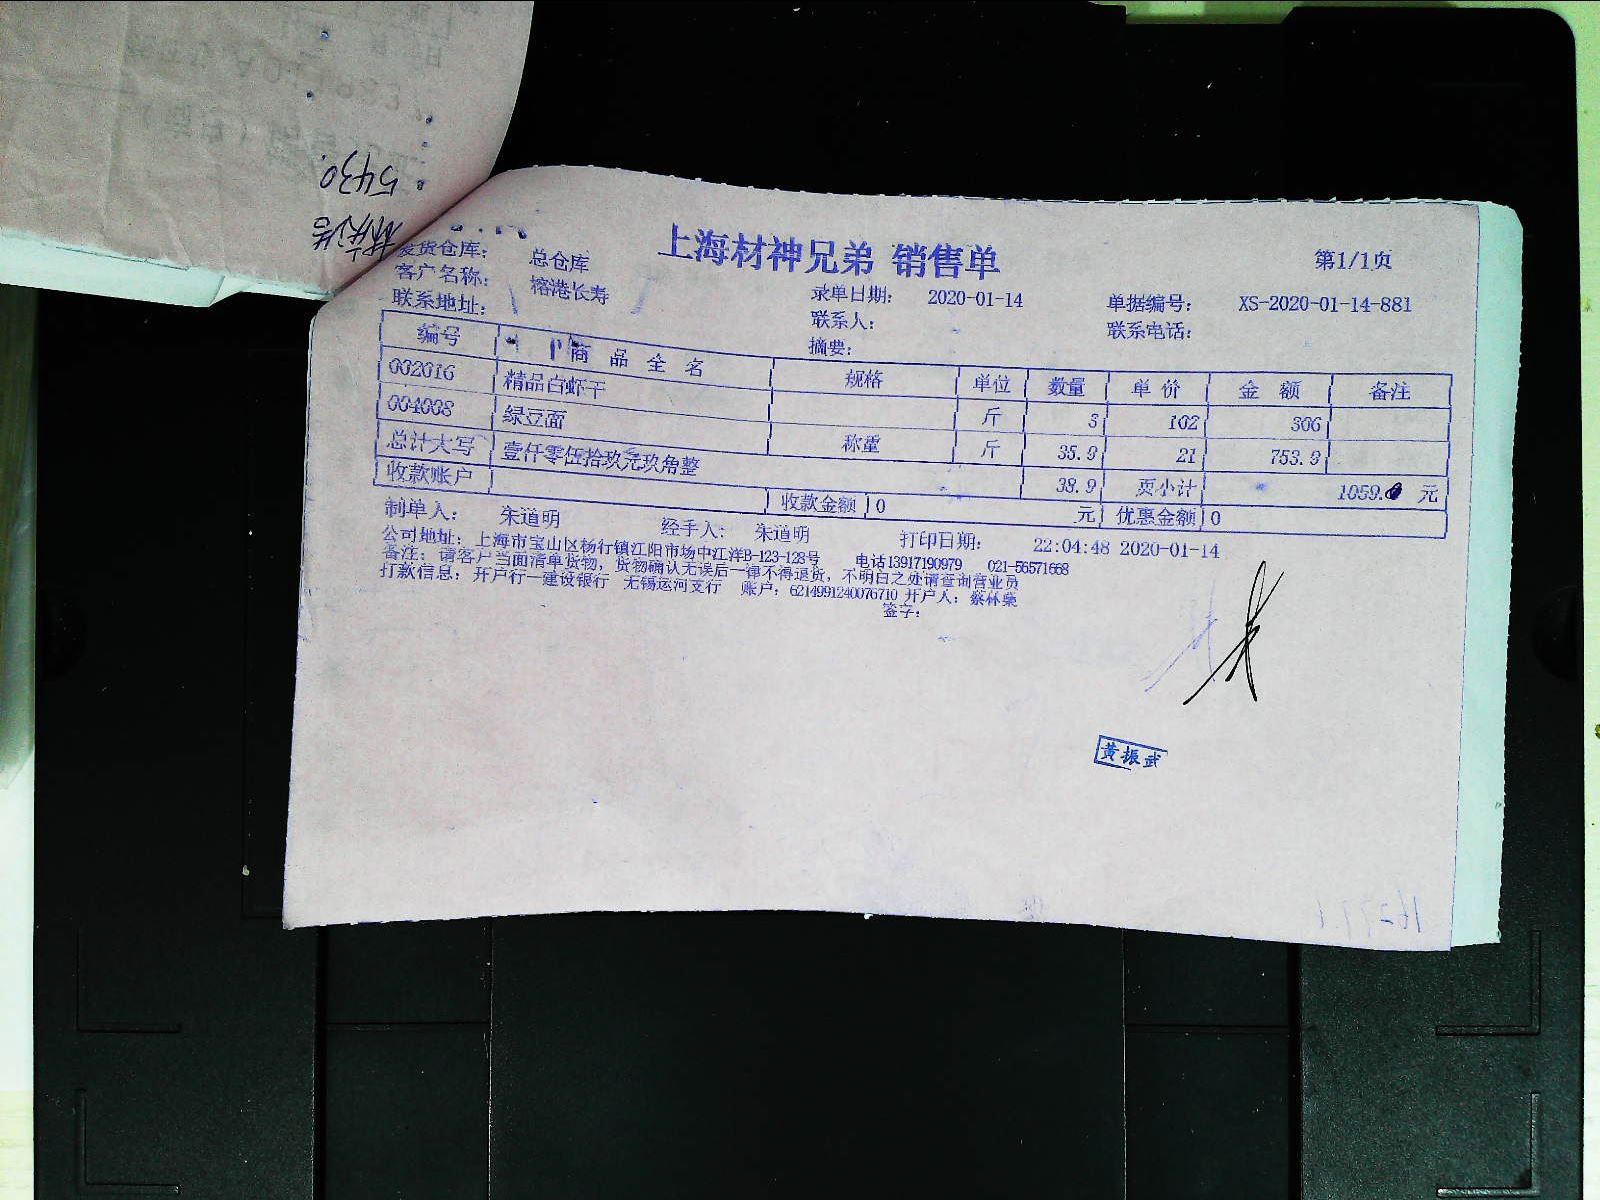 5430.
发货仓库： 总仓库
上海材神兄弟 销售单
第1/1页
客户名称： 榕港长寿
录单日期： 2020-01-14
单据编号： XS-2020-01-14-881
联系地址：
联系人：
联系电话：
摘要：
编号 商品全名 规格 单位 数量 单价 金额 备注
002016 精品白虾干 斤 3 102 306
004008 绿豆面 称重 斤 35.9 21 753.9
总计大写 壹仟零伍拾玖元玖角整 38.9 页小计 1059. 元
收款账户 收款金额 0 元 优惠金额 0
制单人： 朱道明 经手人： 朱道明 打印日期： 22:04:48 2020-01-14
公司地址：上海市宝山区杨行镇江阳市场中江洋B-123-128号 电话13917190979 021-56571668
备注：请客户当面清单货物，货物确认无误后一律不得退货，不明白之处请查询营业员
打款信息：开户行—建设银行 无锡运河支行 账户：6214991240076710 开户人：蔡林荣
签字：
黄振武